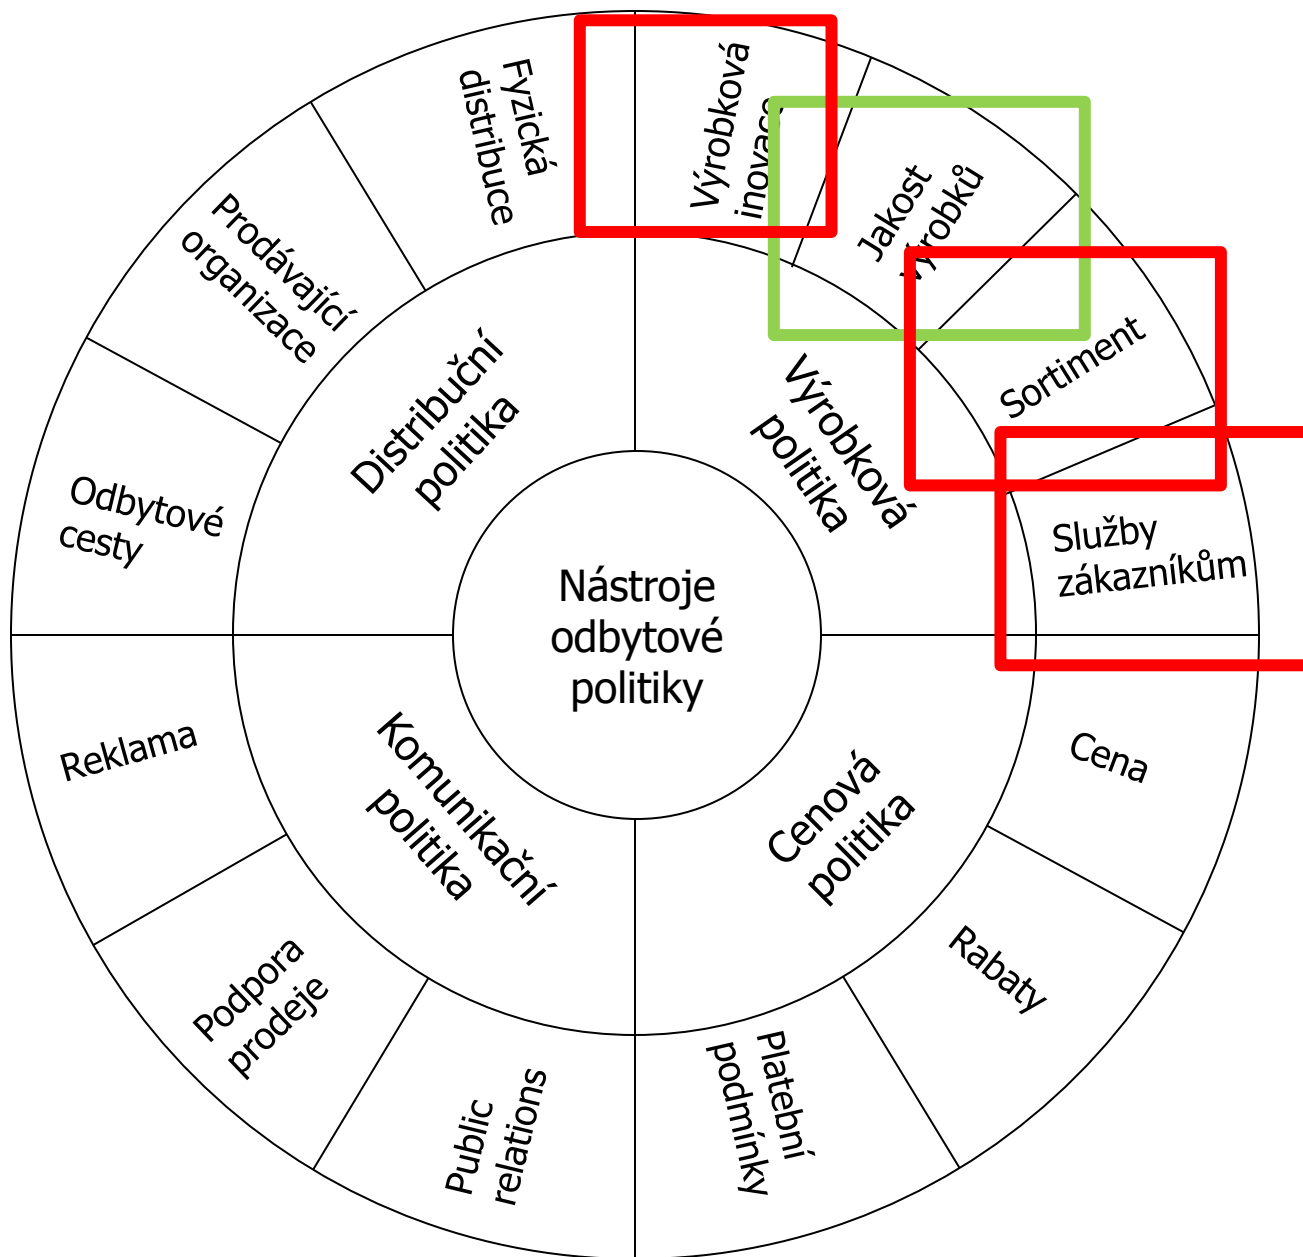 Nástroje
odbytové
politiky
Výrobková
politika
Výrobková
inovace
Jakost
výrobků
Sortiment
Služby
zákazníkům
Cenová
politika
Cena
Rabaty
Platební
podmínky
Komunikační
politika
Public
relations
Podpora
prodeje
Reklama
Distribuční
politika
Odbytové
cesty
Prodávající
organizace
Fyzická
distribuce